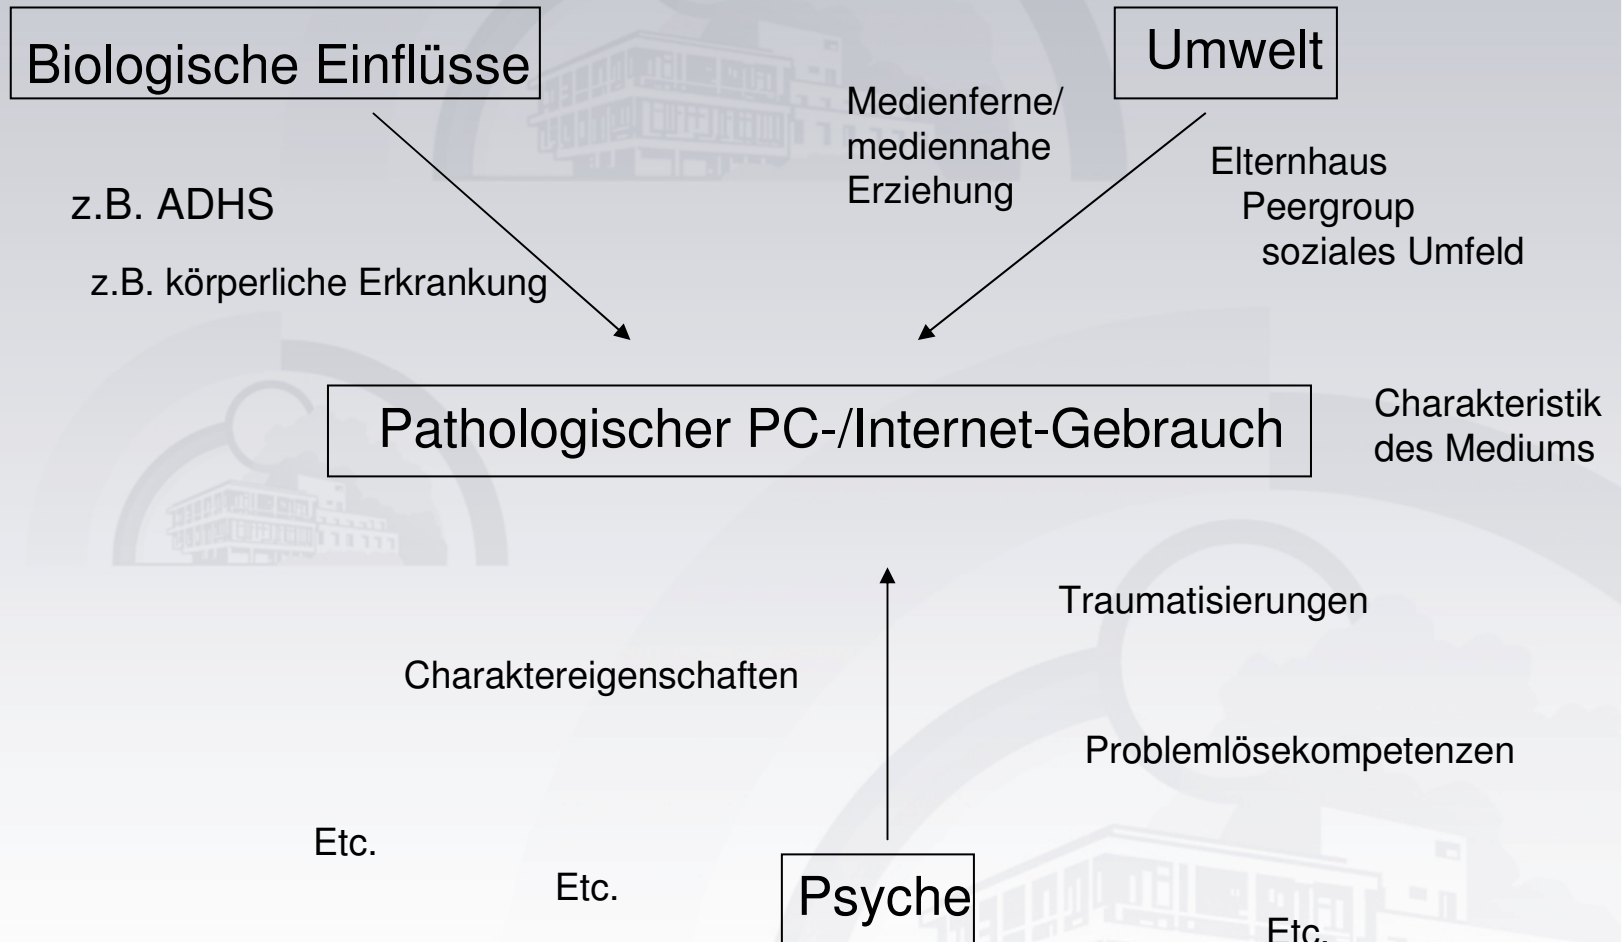 Biologische Einflüsse
Umwelt
Medienferne/
mediennahe
Erziehung
Elternhaus
Peergroup
soziales Umfeld
z.B. ADHS
z.B. körperliche Erkrankung
Pathologischer PC-/Internet-Gebrauch
Charakteristik
des Mediums
Traumatisierungen
Charaktereigenschaften
Problemlösekompetenzen
Etc.
Etc.
Psyche
Etc.